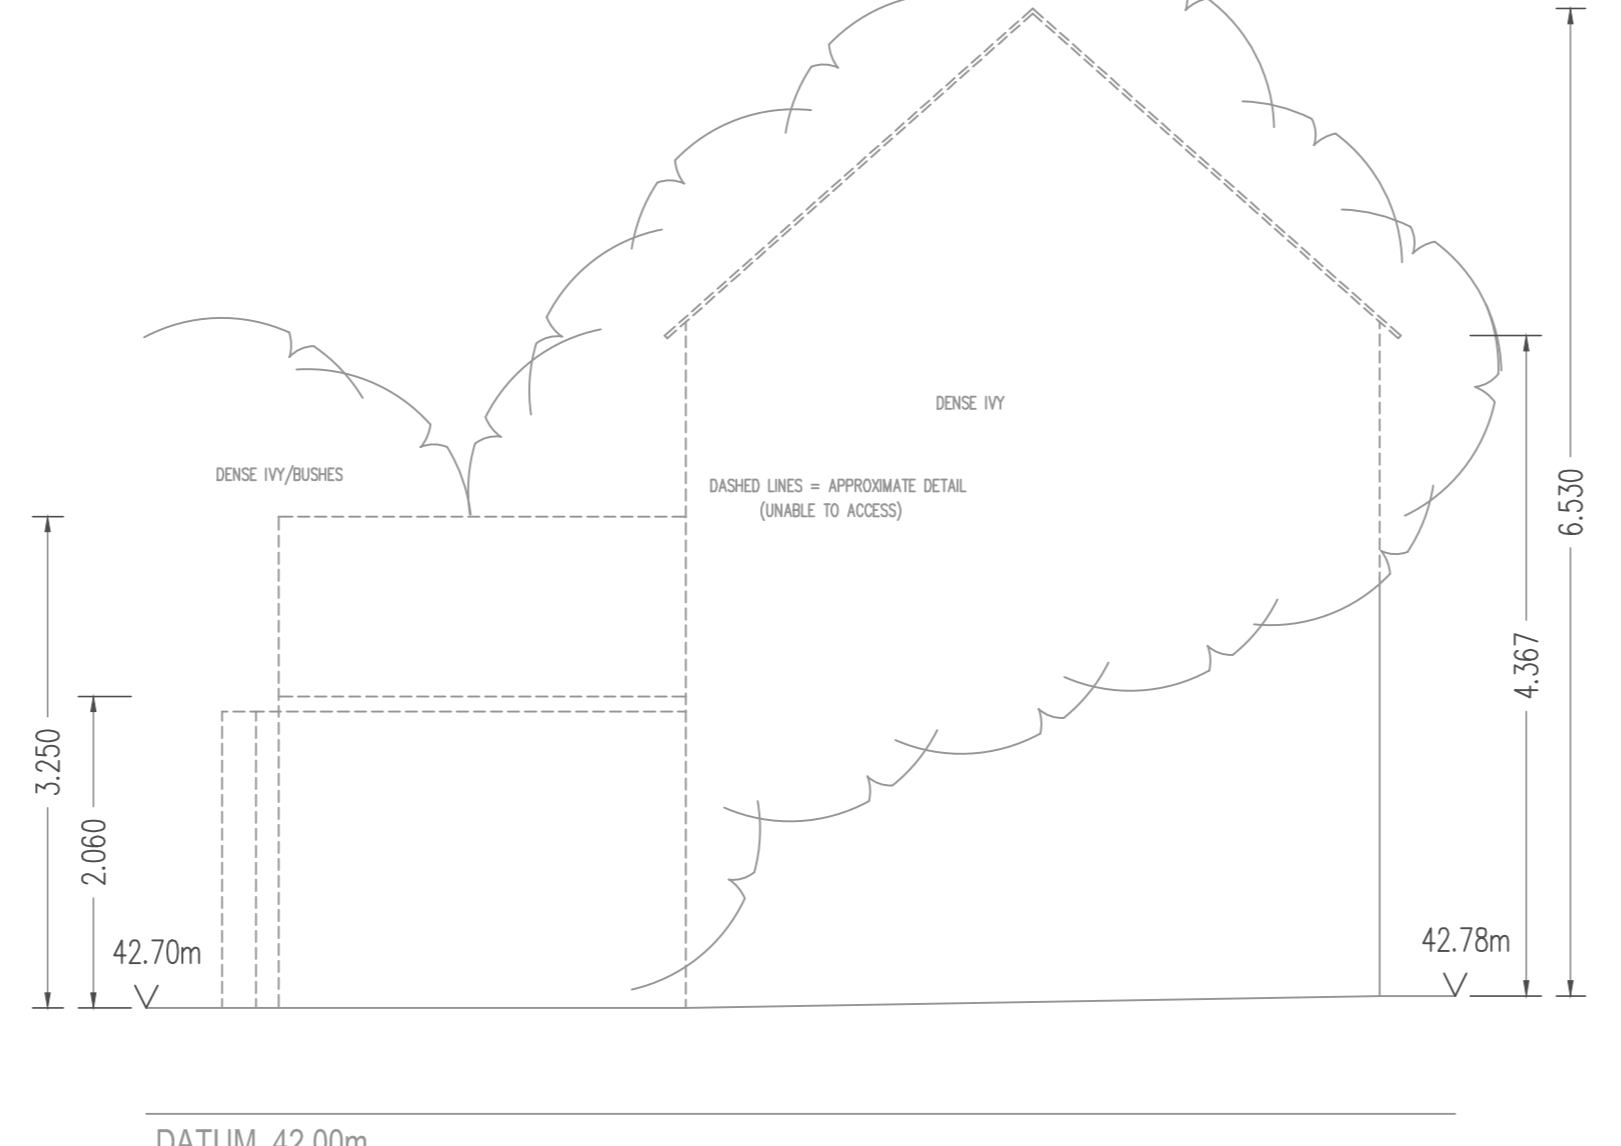 DENSE IVY
DENSE IVY/BUSHES
DASHED LINES = APPROXIMATE DETAIL
(UNABLE TO ACCESS)
6.530
4.367
3.250
2.060
42.70m
42.78m
DATUM 42.00m